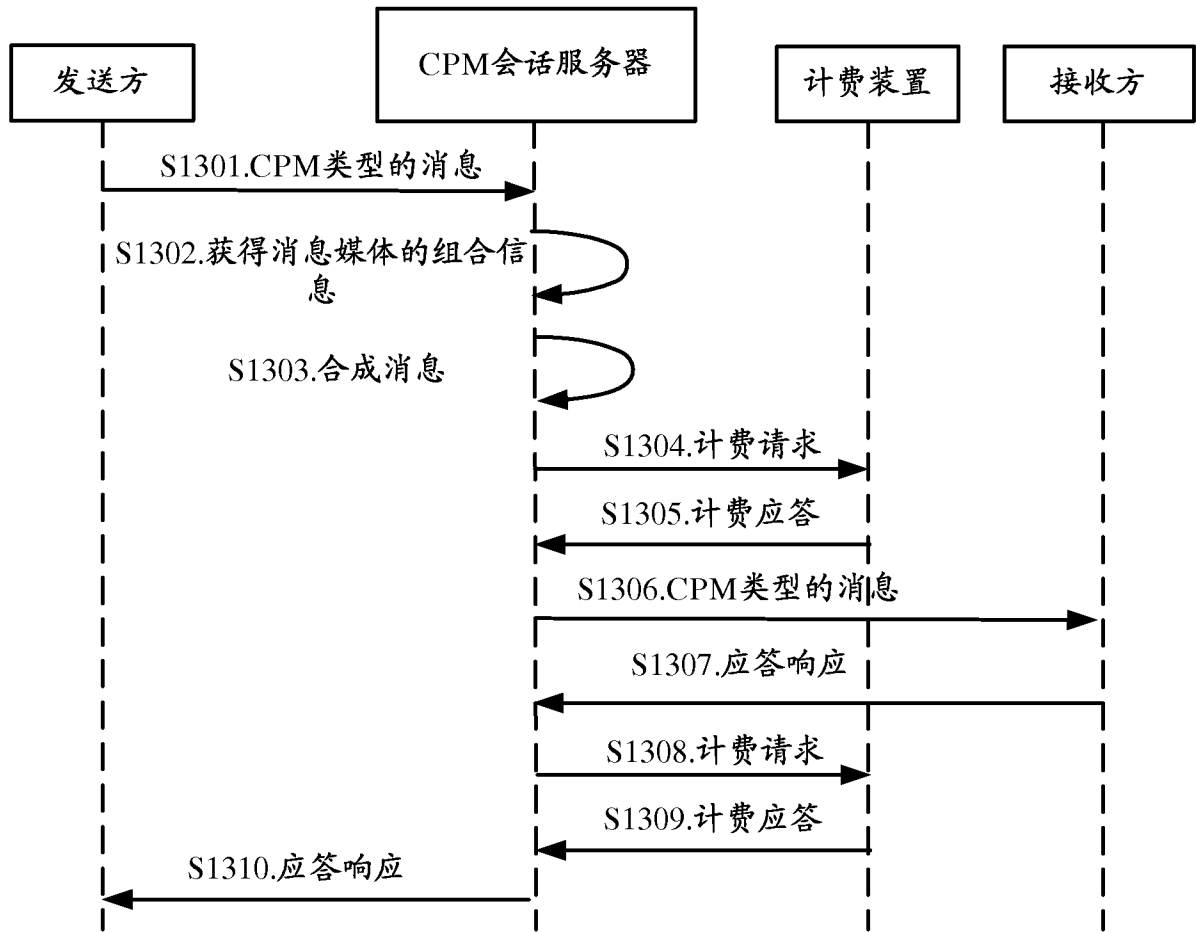 发送方
CPM会话服务器
计费装置
接收方
S1301.CPM类型的消息
S1302.获得消息媒体的组合信
息
S1303.合成消息
S1304.计费请求
S1305.计费应答
S1306.CPM类型的消息
S1307.应答响应
S1308.计费请求
S1309.计费应答
S1310.应答响应